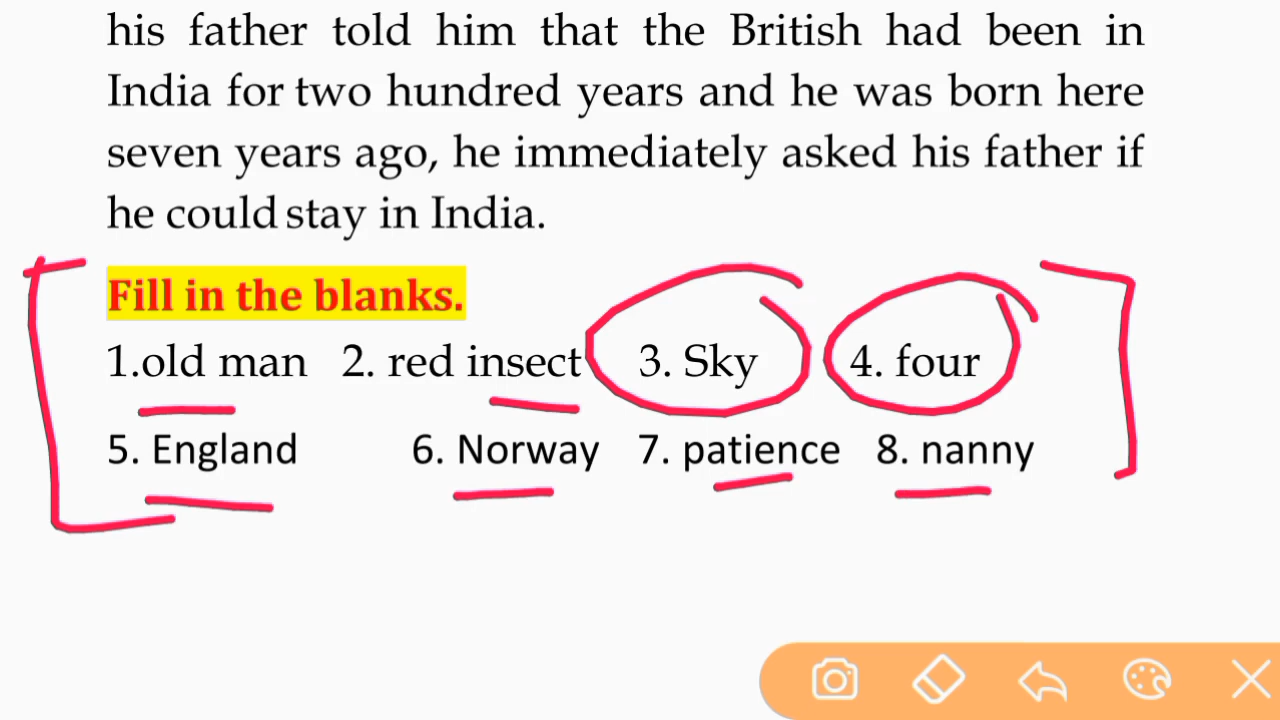 his father told him that the British had been in
India for two hundred years and he was born here
seven years ago, he immediately asked his father if
he could stay in India.
Fill in the blanks.
1.old man 2. red insect 3. Sky 4. four
5. England 6. Norway 7. patience 8. nanny